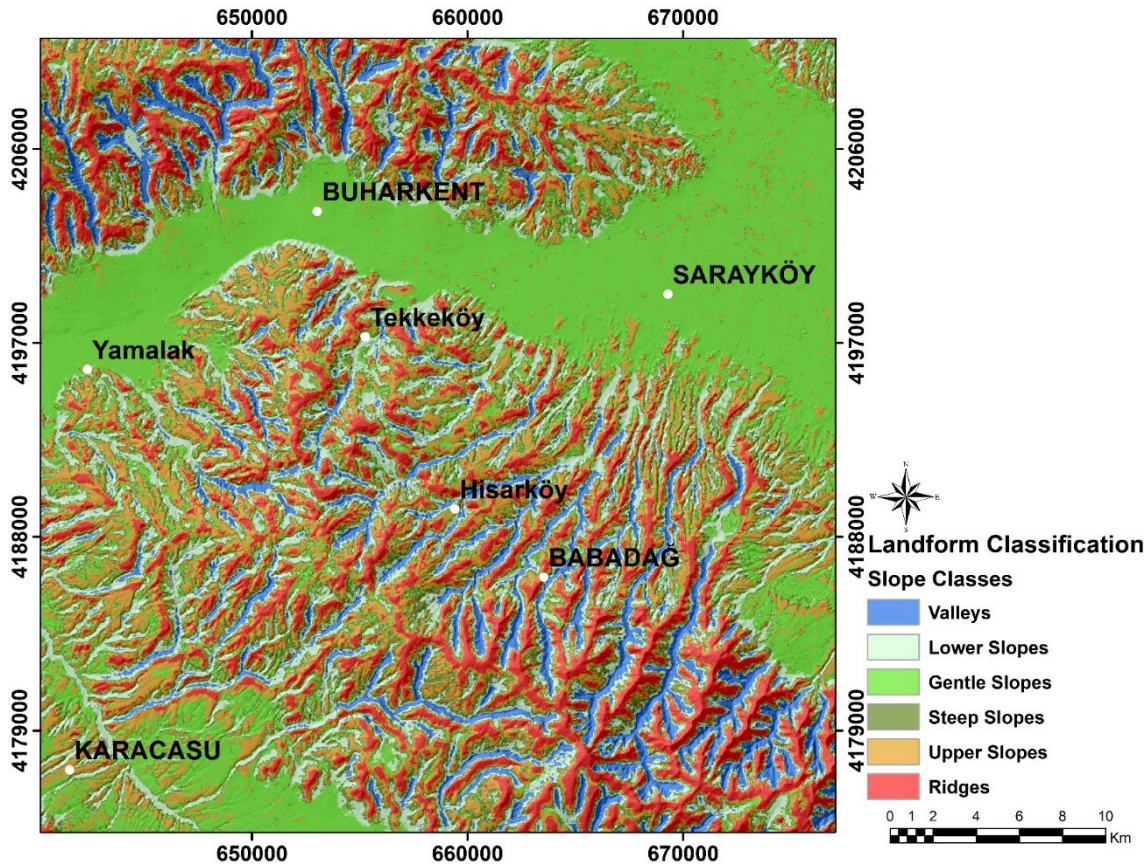 650000 660000 670000
4206000 4206000
BUHARKENT
SARAYKÖY
4197000 4197000
Tekkeköy
Yamalak
Hisarköy
4188000 4188000
BABADAĞ
4179000 4179000
KARACASU
650000 660000 670000
N
W E
S
Landform Classification
Slope Classes
Valleys
Lower Slopes
Gentle Slopes
Steep Slopes
Upper Slopes
Ridges
0 1 2 4 6 8 10
Km